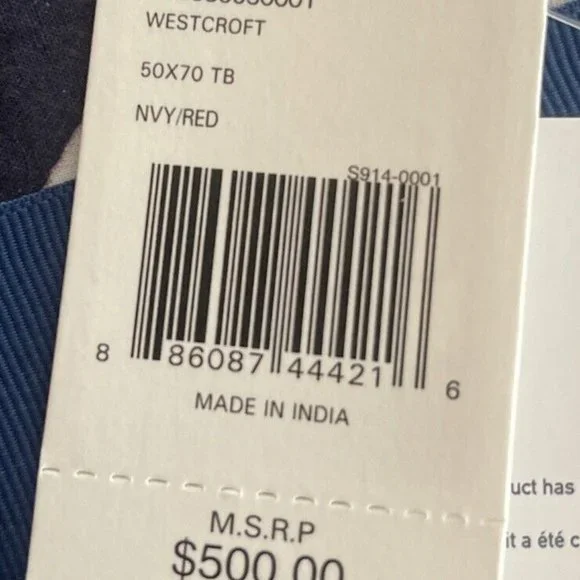 WESTCROFT
50X70 TB
NVY/RED
S914-0001
8 86087 44421 6
MADE IN INDIA
M.S.R.P
$500.00
uct has
it a été c